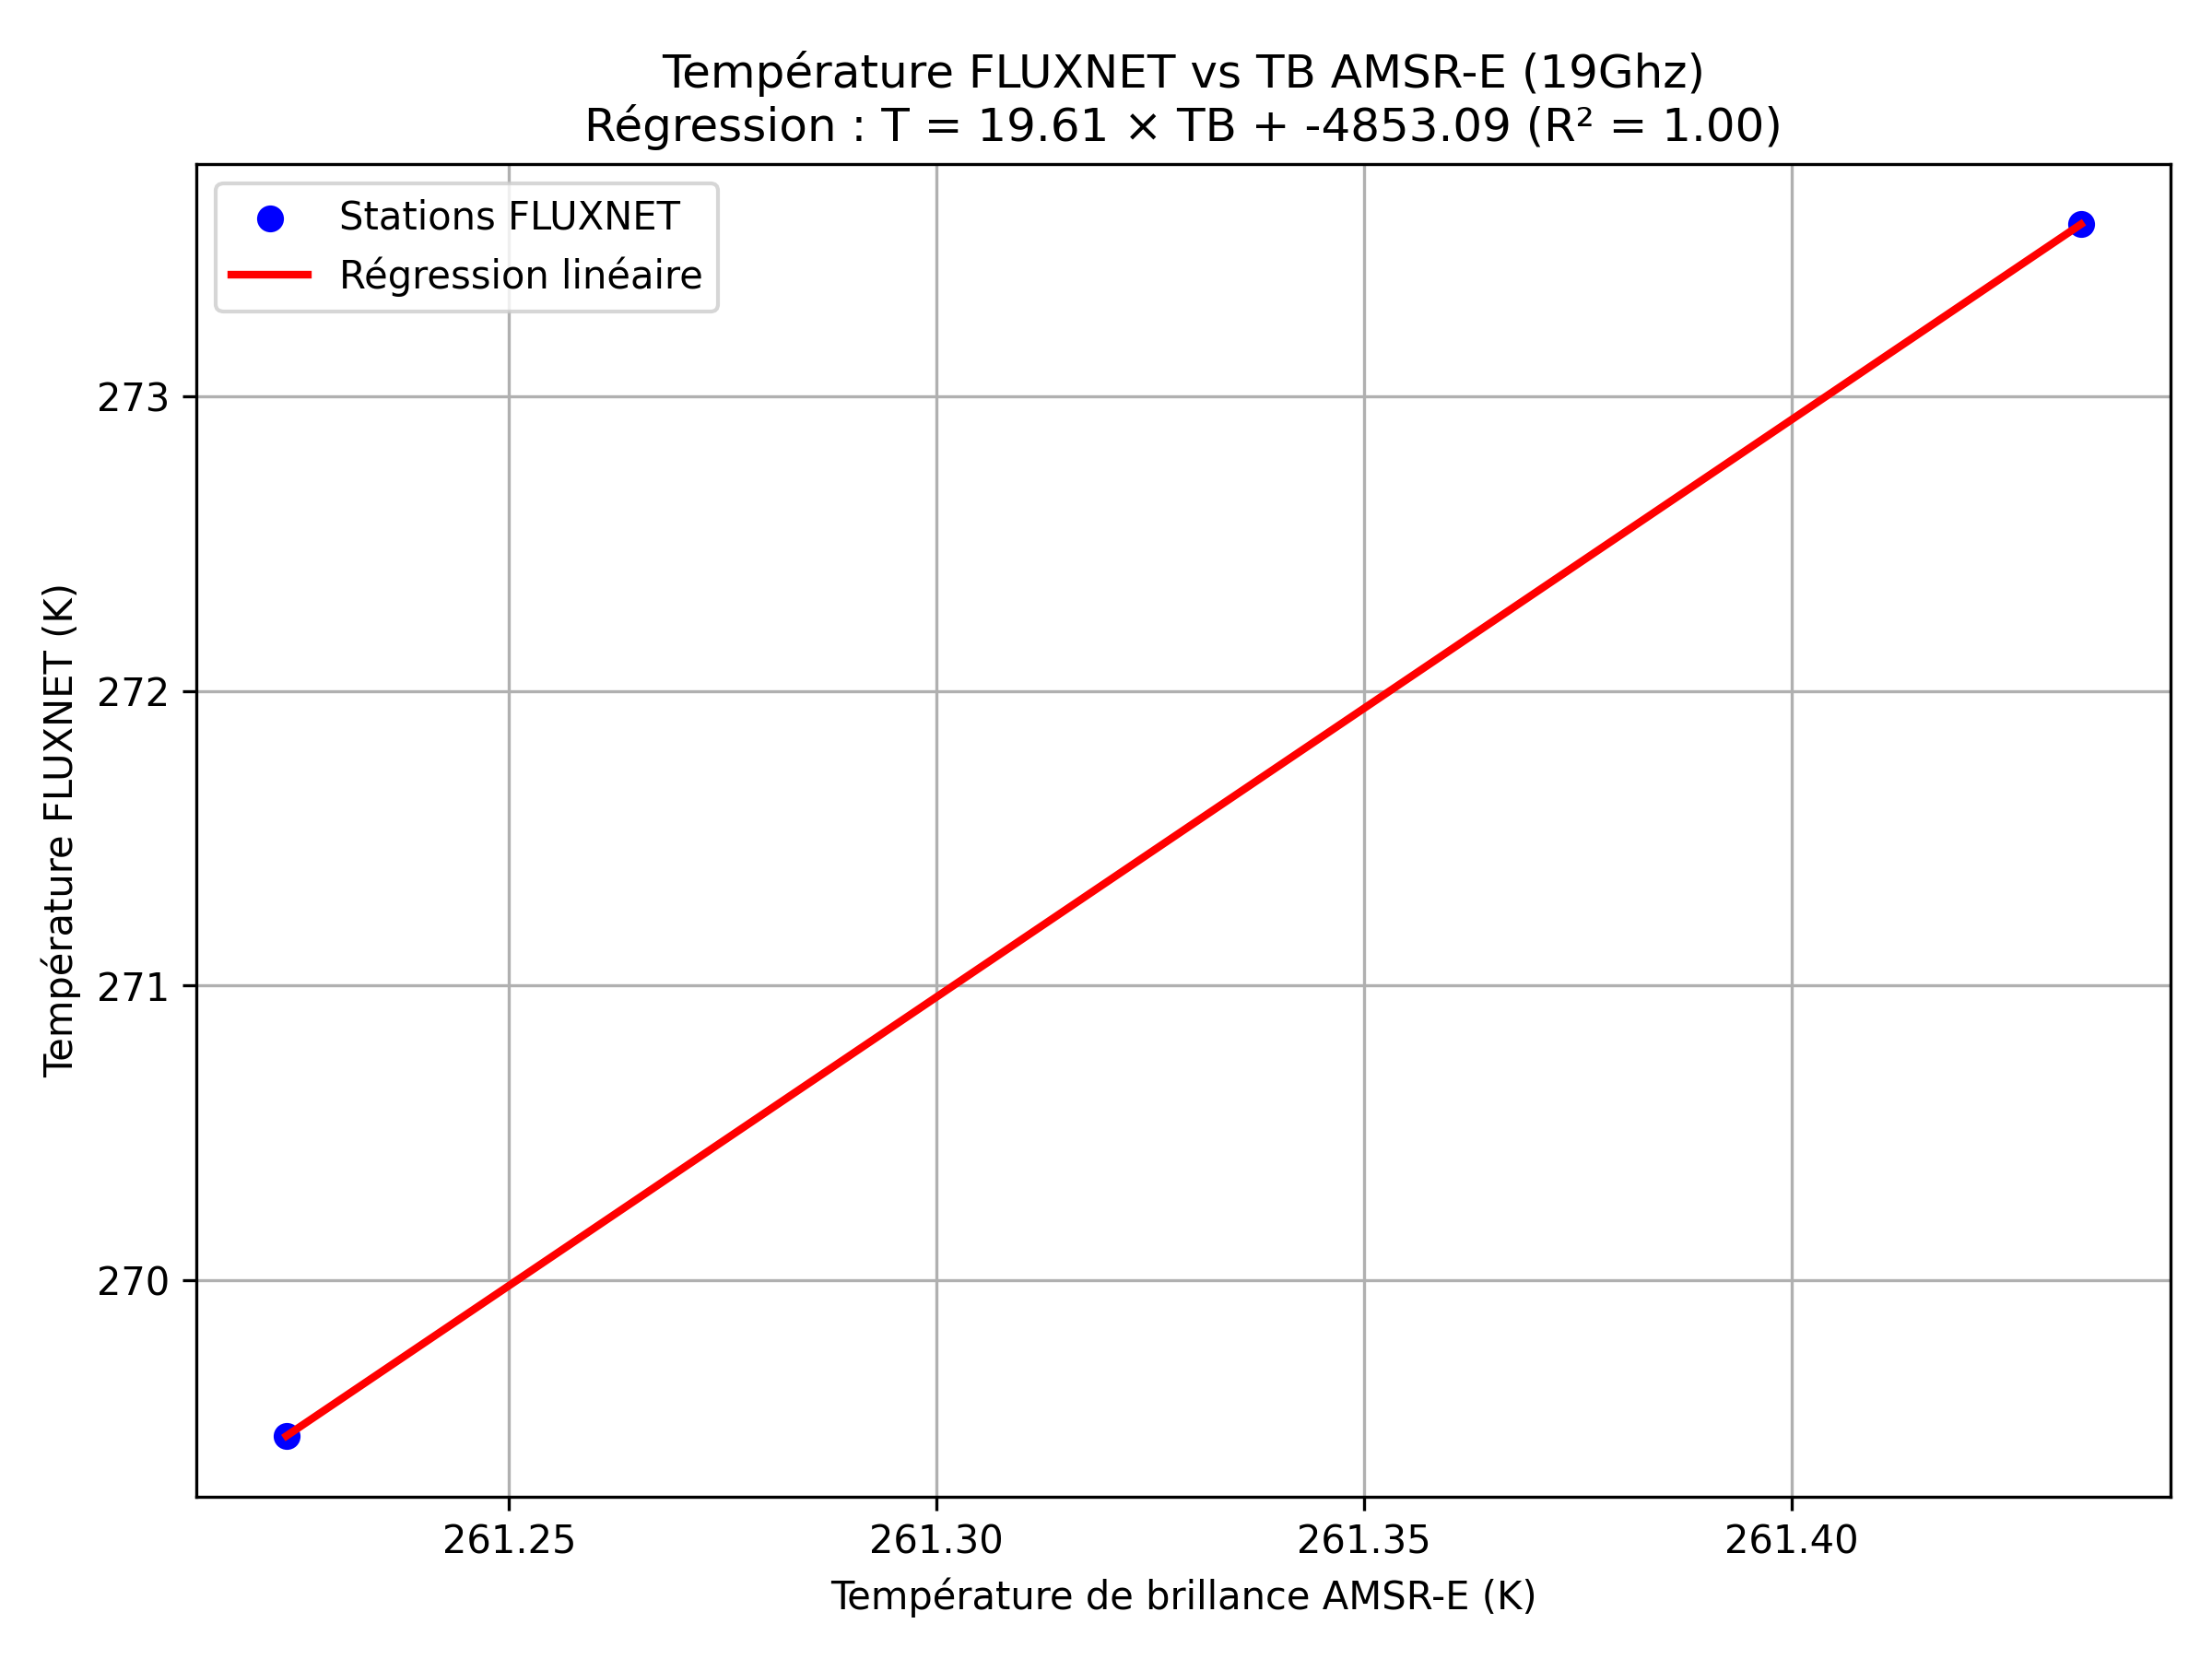 Température FLUXNET vs TB AMSR-E (19Ghz)
Régression : T = 19.61 × TB + -4853.09 (R² = 1.00)
Stations FLUXNET
Régression linéaire
273
272
271
270
Température FLUXNET (K)
261.25
261.30
261.35
261.40
Température de brillance AMSR-E (K)